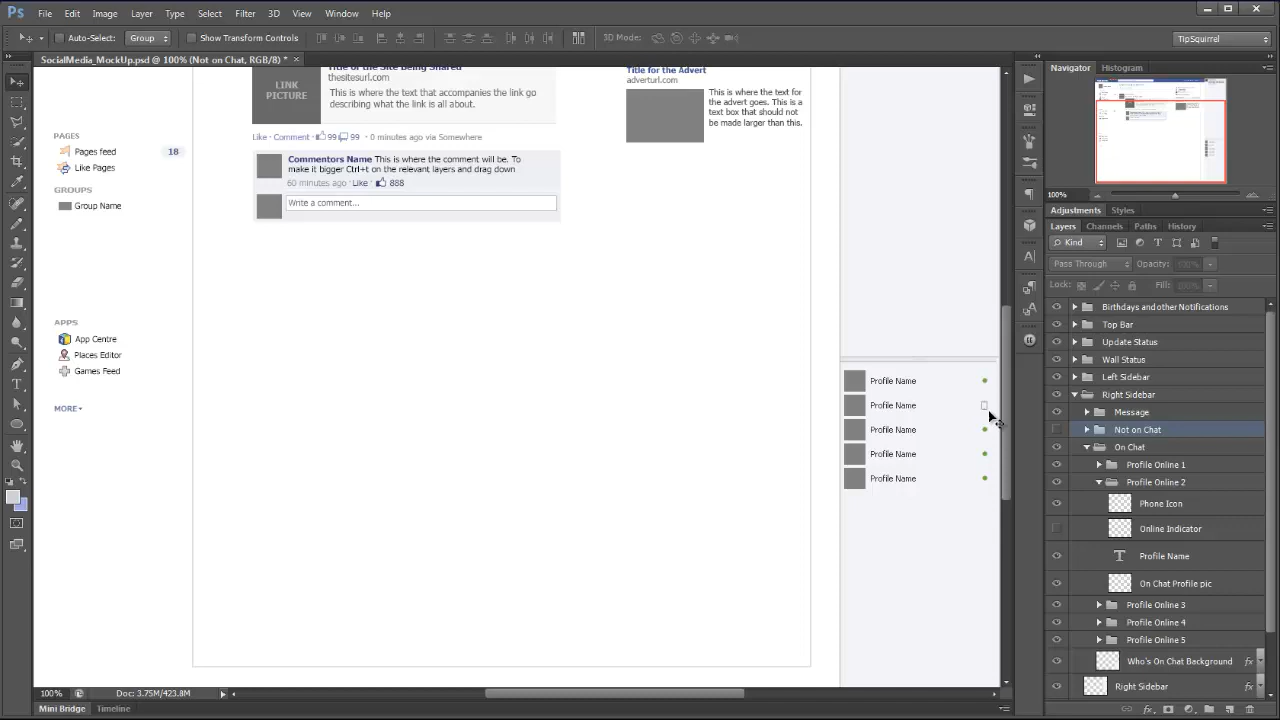 Ps File Edit Image Layer Type Select Filter 3D View Window Help
Auto-Select: Group Show Transform Controls 3D Mode: TipSquirrel
SocialMedia_MockUp.psd @ 100% (Not on Chat, RGB/8) * ×
Title of the Site Being Shared
thesitesurl.com
LINK
PICTURE
This is where the text that accompanies the link go
describing what the link is all about.
Like · Comment · 99 99 · 0 minutes ago via Somewhere
Commentors Name This is where the comment will be. To
make it bigger Ctrl+t on the relevant layers and drag down
60 minutes ago · Like · 888
Write a comment...
Title for the Advert
adverturl.com
This is where the text for
the advert goes. This is a
text box that should not
be made larger than this.
PAGES
Pages feed 18
Like Pages
GROUPS
Group Name
APPS
App Centre
Places Editor
Games Feed
MORE
Profile Name
Profile Name
Profile Name
Profile Name
Profile Name
100% Doc: 3.75M/423.8M
Mini Bridge Timeline
Navigator Histogram
100%
Adjustments Styles
Layers Channels Paths History
Kind
Pass Through Opacity: 100%
Lock: Fill: 100%
Birthdays and other Notifications
Top Bar
Update Status
Wall Status
Left Sidebar
Right Sidebar
Message
Not on Chat
On Chat
Profile Online 1
Profile Online 2
Phone Icon
Online Indicator
T Profile Name
On Chat Profile pic
Profile Online 3
Profile Online 4
Profile Online 5
Who's On Chat Background fx
Right Sidebar fx